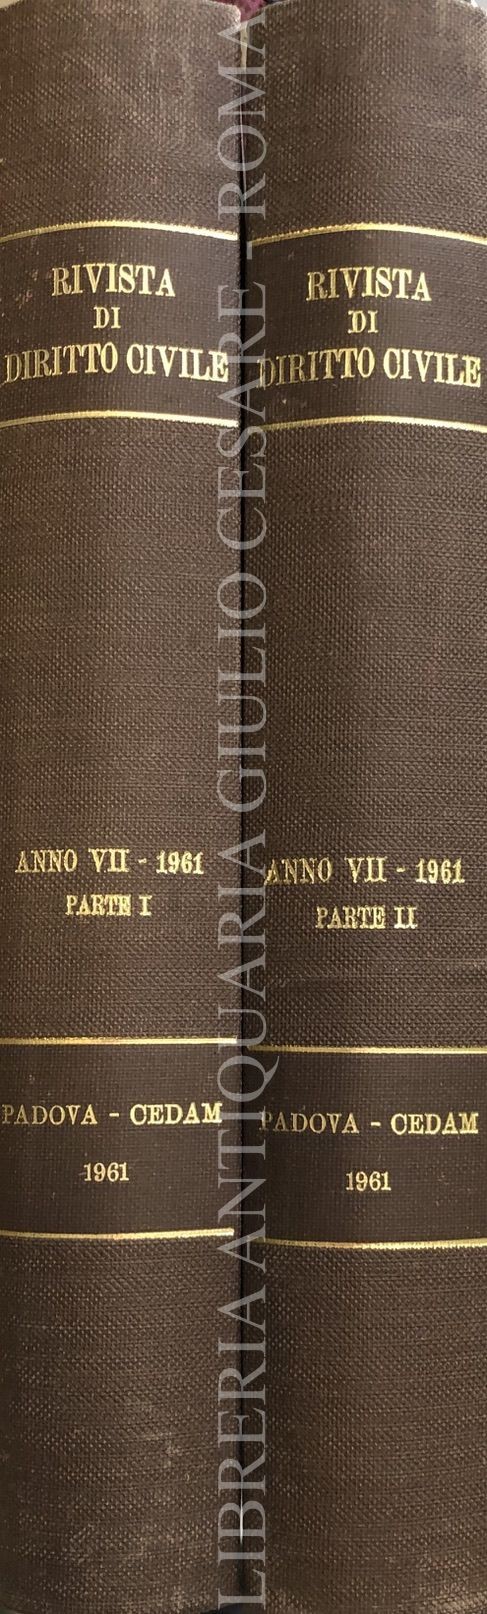 RIVISTA
DI
DIRITTO CIVILE
ANNO VII - 1961
PARTE I
PADOVA - CEDAM
1961
RIVISTA
DI
DIRITTO CIVILE
ANNO VII - 1961
PARTE II
PADOVA - CEDAM
1961
LIBRERIA ANTIQUARIA GIULIO CESARE - ROMA